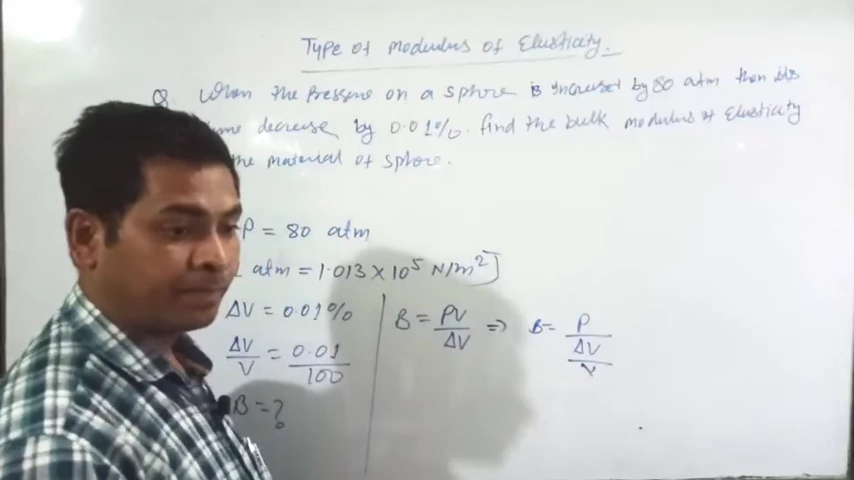 Type of modulus of Elasticity.
Q. When the Pressure on a sphere is increased by 80 atm then its
decrease by 0.01%. find the bulk modulus of Elasticity
the material of sphere.
P = 80 atm
atm = 1.013 × 10⁵ N/m²]
ΔV = 0.01%
ΔV/V = 0.01/100
B = PV/ΔV ⇒ B = P/(ΔV/V)
B = ?